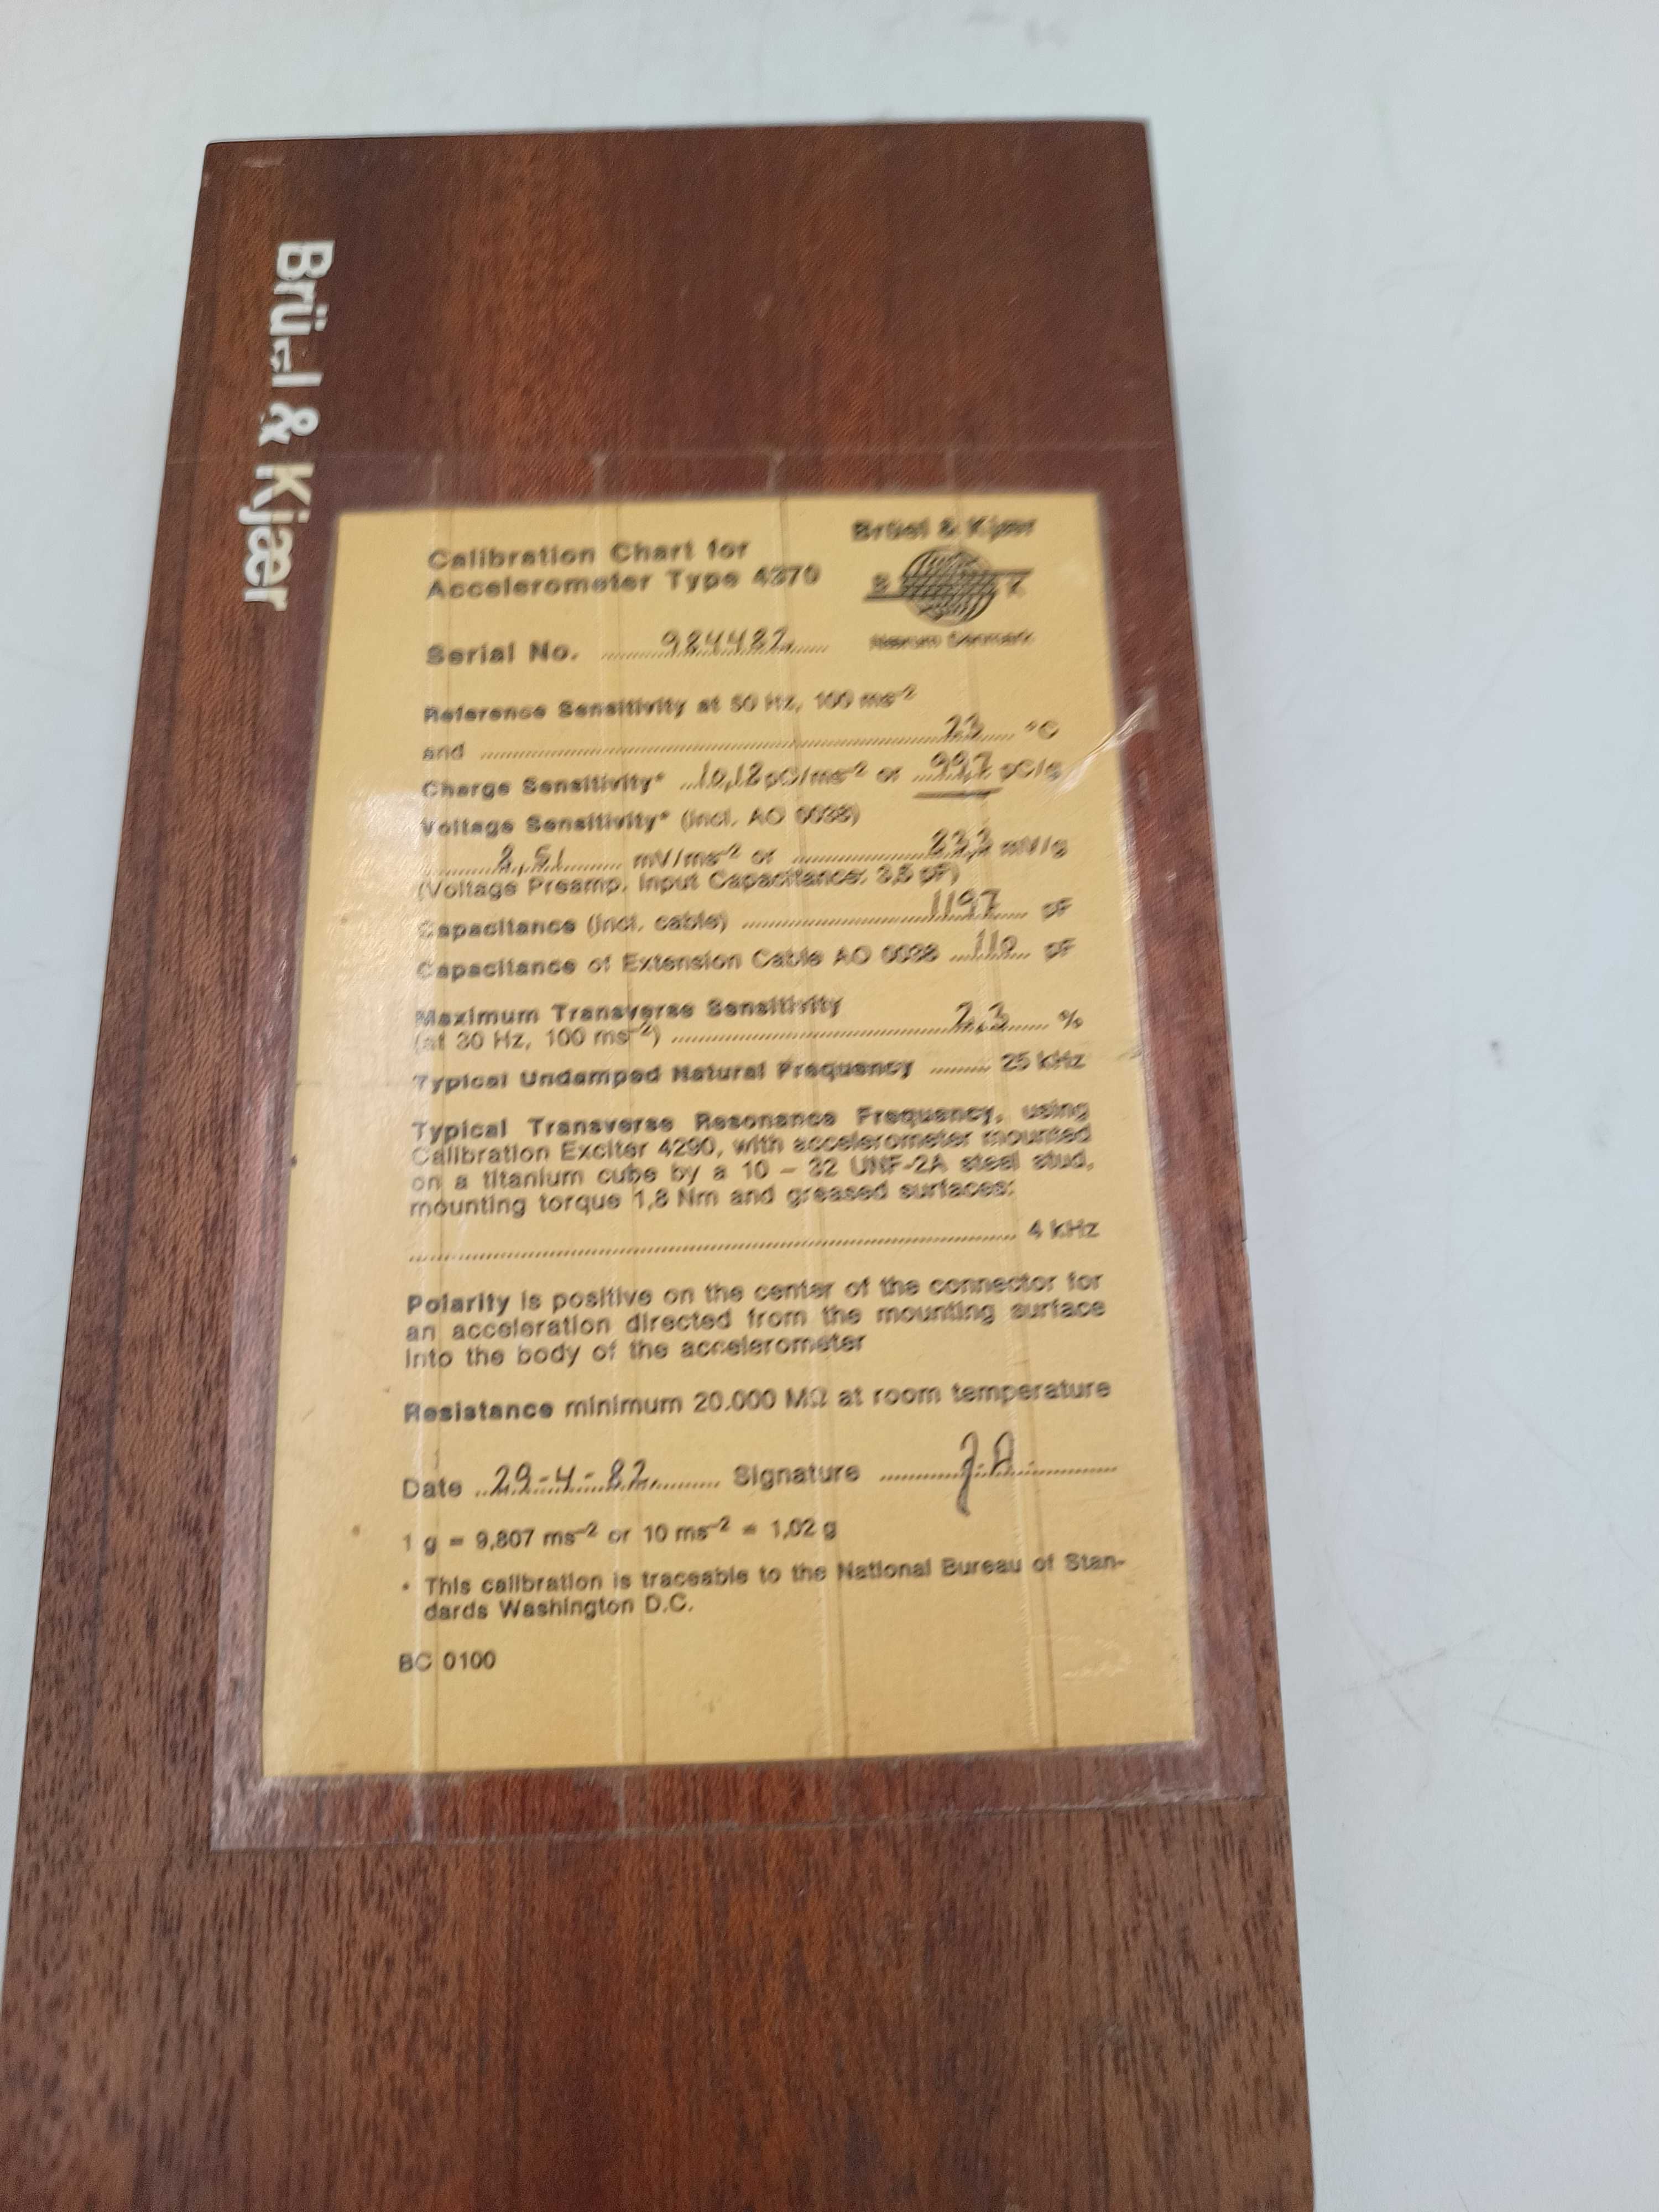 Brüel & Kjær
Calibration Chart for
Accelerometer Type 4370
Brüel & Kjær
B K
Nærum Denmark
Serial No. 984482
Reference Sensitivity at 50 Hz, 100 ms⁻²
and 23 °C
Charge Sensitivity* 10,18 pC/ms⁻² or 99,7 pC/g
Voltage Sensitivity* (incl. AO 0038)
8,51 mV/ms⁻² or 83,3 mV/g
(Voltage Preamp. Input Capacitance: 3,5 pF)
Capacitance (incl. cable) 1197 pF
Capacitance of Extension Cable AO 0038 110 pF
Maximum Transverse Sensitivity
(at 30 Hz, 100 ms⁻²) 2,3 %
Typical Undamped Natural Frequency 25 kHz
Typical Transverse Resonance Frequency, using
Calibration Exciter 4290, with accelerometer mounted
on a titanium cube by a 10 – 32 UNF-2A steel stud,
mounting torque 1,8 Nm and greased surfaces:
4 kHz
Polarity is positive on the center of the connector for
an acceleration directed from the mounting surface
into the body of the accelerometer
Resistance minimum 20.000 MΩ at room temperature
Date 29-4-82. Signature
1 g = 9,807 ms⁻² or 10 ms⁻² = 1,02 g
* This calibration is traceable to the National Bureau of Stan-
dards Washington D.C.
BC 0100